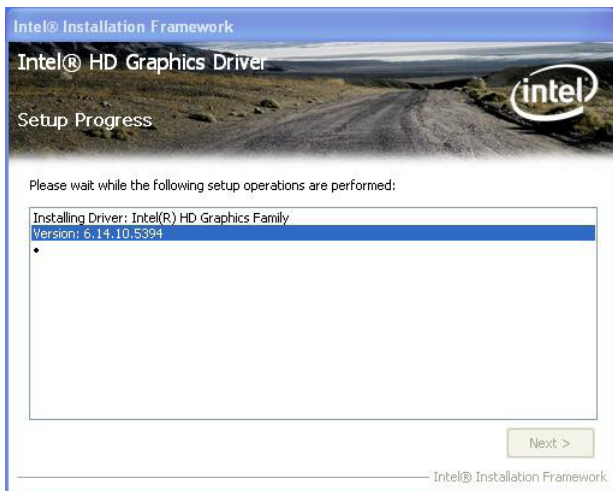 Intel® Installation Framework
Intel® HD Graphics Driver
intel
Setup Progress
Please wait while the following setup operations are performed:
Installing Driver: Intel(R) HD Graphics Family
Version: 6.14.10.5394
Next >
Intel® Installation Framework